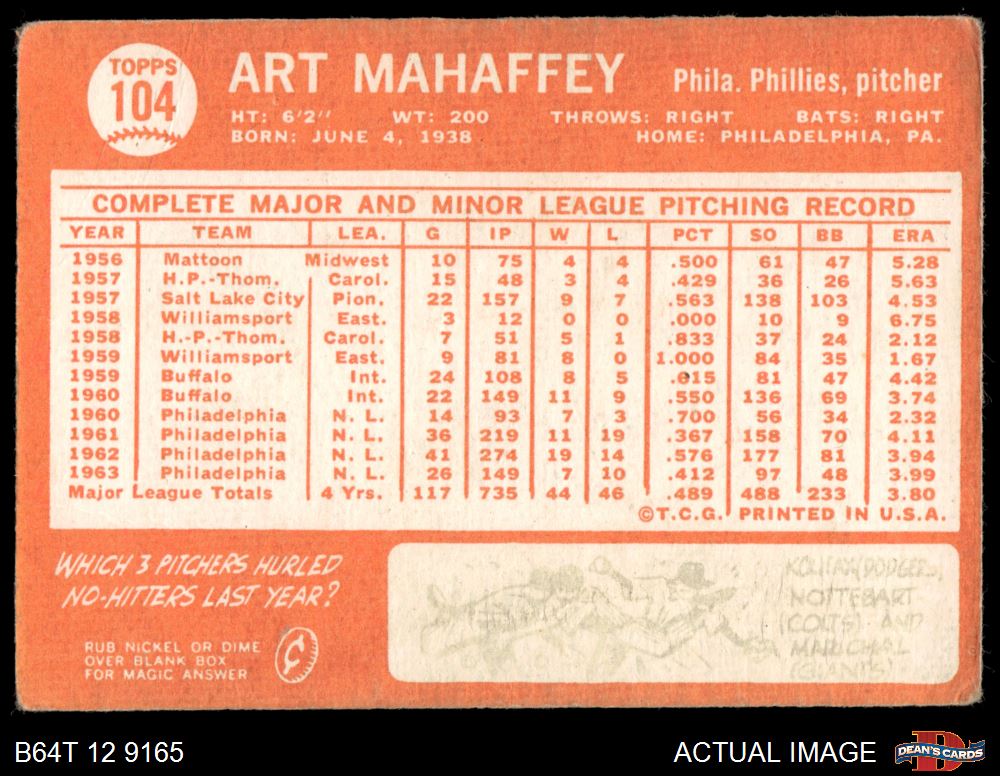 TOPPS
104
ART MAHAFFEY
Phila. Phillies, pitcher
HT: 6'2" WT: 200 THROWS: RIGHT BATS: RIGHT
BORN: JUNE 4, 1938 HOME: PHILADELPHIA, PA.
COMPLETE MAJOR AND MINOR LEAGUE PITCHING RECORD
YEAR TEAM LEA. G IP W L PCT SO BB ERA
1956 Mattoon Midwest 10 75 4 4 .500 61 47 5.28
1957 H.P.-Thom. Carol. 15 48 3 4 .429 36 26 5.63
1957 Salt Lake City Pion. 22 157 9 7 .563 138 103 4.53
1958 Williamsport East. 3 12 0 0 .000 10 9 6.75
1958 H.-P.-Thom. Carol. 7 51 5 1 .833 37 24 2.12
1959 Williamsport East. 9 81 8 0 1.000 84 35 1.67
1959 Buffalo Int. 24 108 8 5 .615 81 47 4.42
1960 Buffalo Int. 22 149 11 9 .550 136 69 3.74
1960 Philadelphia N. L. 14 93 7 3 .700 56 34 2.32
1961 Philadelphia N. L. 36 219 11 19 .367 158 70 4.11
1962 Philadelphia N. L. 41 274 19 14 .576 177 81 3.94
1963 Philadelphia N. L. 26 149 7 10 .412 97 48 3.99
Major League Totals 4 Yrs. 117 735 44 46 .489 488 233 3.80
©T.C.G. PRINTED IN U.S.A.
WHICH 3 PITCHERS HURLED
NO-HITTERS LAST YEAR?
RUB NICKEL OR DIME
OVER BLANK BOX
FOR MAGIC ANSWER
¢
KOUFAX (DODGERS),
NOTTEBART
(COLTS) AND
MARICHAL
(GIANTS)
B64T 12 9165
ACTUAL IMAGE
D
DEAN'S CARDS